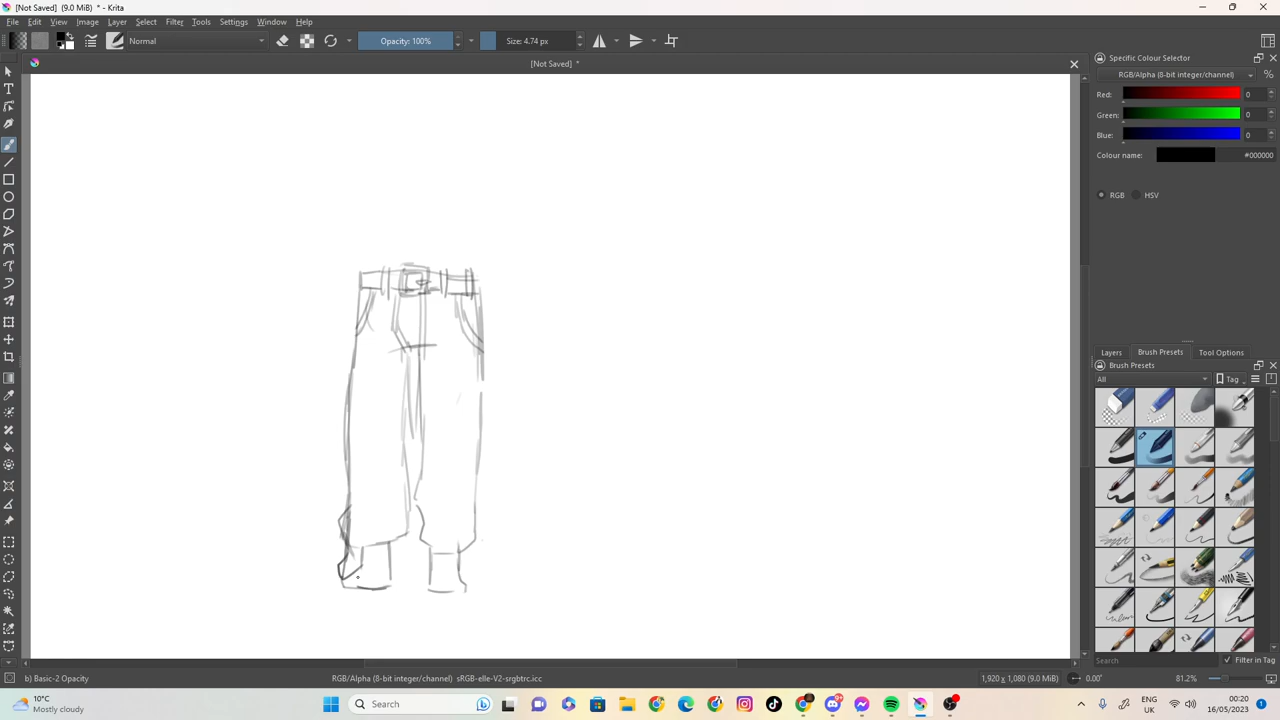 [Not Saved]  (9.0 MiB)  * - Krita
File Edit View Image Layer Select Filter Tools Settings Window Help
Normal Opacity: 100% Size: 4.74 px
[Not Saved]  *
Specific Colour Selector
RGB/Alpha (8-bit integer/channel) %
Red: 0
Green: 0
Blue: 0
Colour name: #000000
RGB HSV
Layers Brush Presets Tool Options
Brush Presets
All Tag
Search Filter in Tag
b) Basic-2 Opacity RGB/Alpha (8-bit integer/channel)  sRGB-elle-V2-srgbtrc.icc 1,920 x 1,080 (9.0 MiB) 0.00° 81.2%
10°C
Mostly cloudy
Search
ENG
UK
00:20
16/05/2023